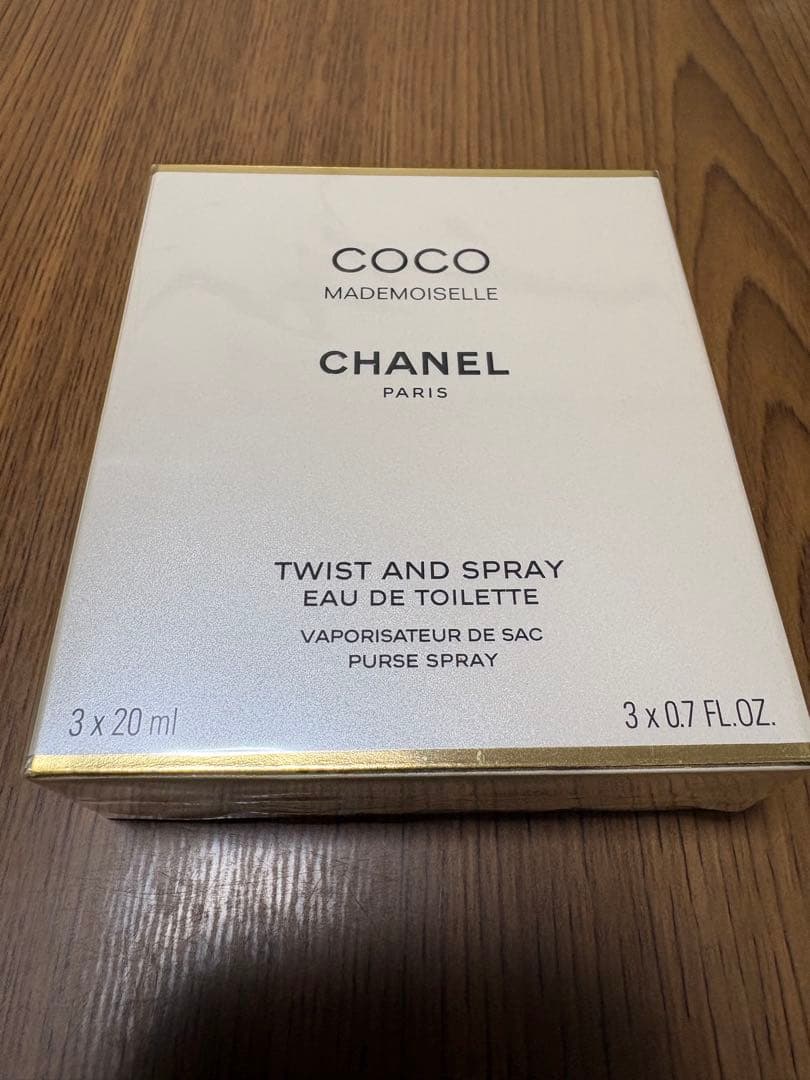 COCO
MADEMOISELLE
CHANEL
PARIS
TWIST AND SPRAY
EAU DE TOILETTE
VAPORISATEUR DE SAC
PURSE SPRAY
3 x 20 ml
3 x 0.7 FL.OZ.